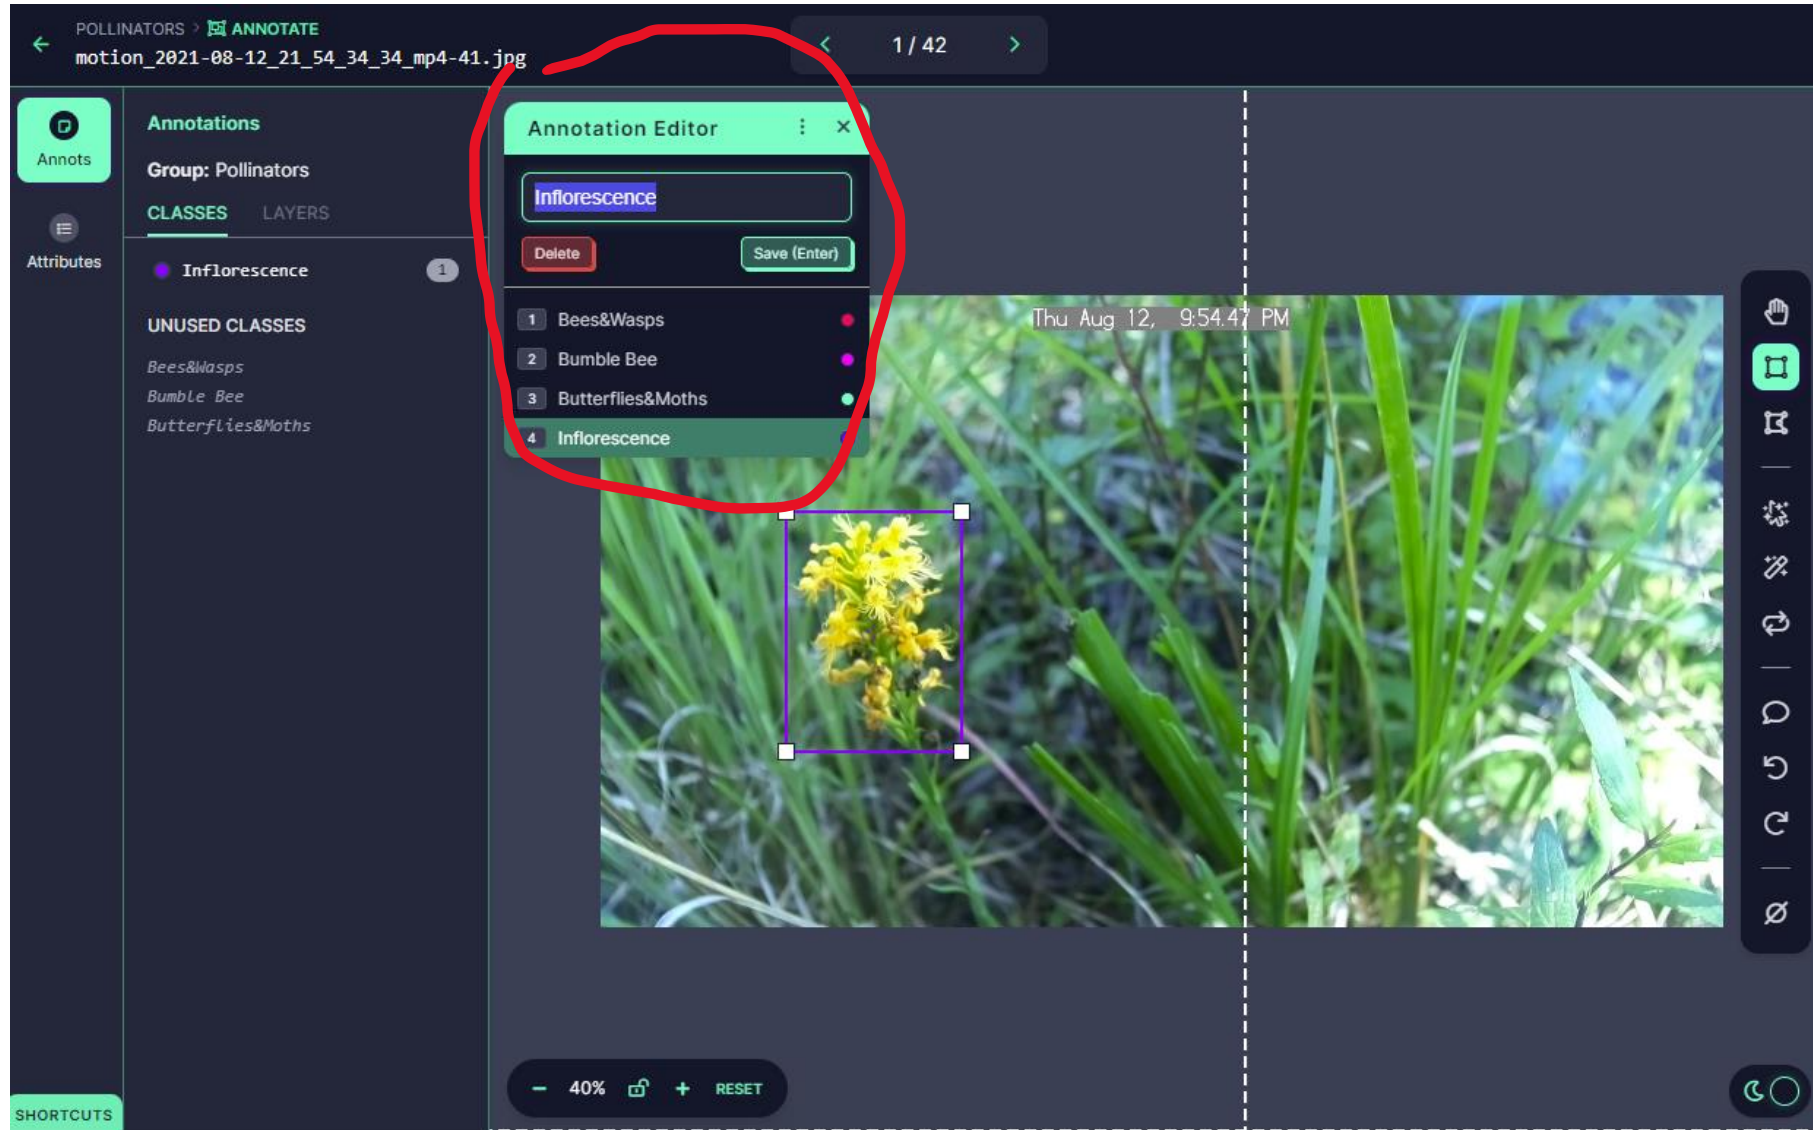 POLLINATORS > ANNOTATE
motion_2021-08-12_21_54_34_34_mp4-41.jpg
1 / 42
Annots
Attributes
Annotations
Group: Pollinators
CLASSES LAYERS
Inflorescence 1
UNUSED CLASSES
Bees&Wasps
Bumble Bee
Butterflies&Moths
Annotation Editor
Inflorescence
Delete Save (Enter)
1 Bees&Wasps
2 Bumble Bee
3 Butterflies&Moths
4 Inflorescence
Thu Aug 12, 9:54.47 PM
40% RESET
SHORTCUTS